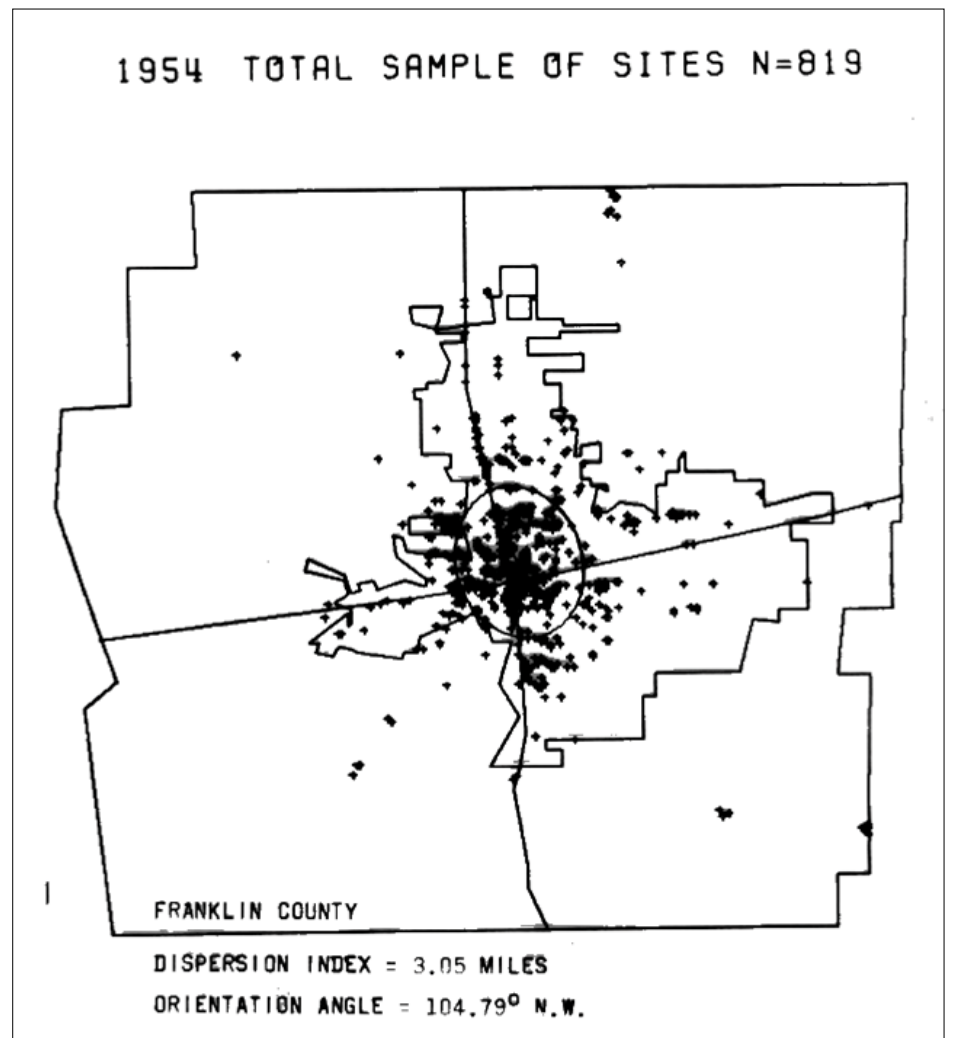 1954 TOTAL SAMPLE OF SITES N=819
FRANKLIN COUNTY
DISPERSION INDEX = 3.05 MILES
ORIENTATION ANGLE = 104.79° N.W.